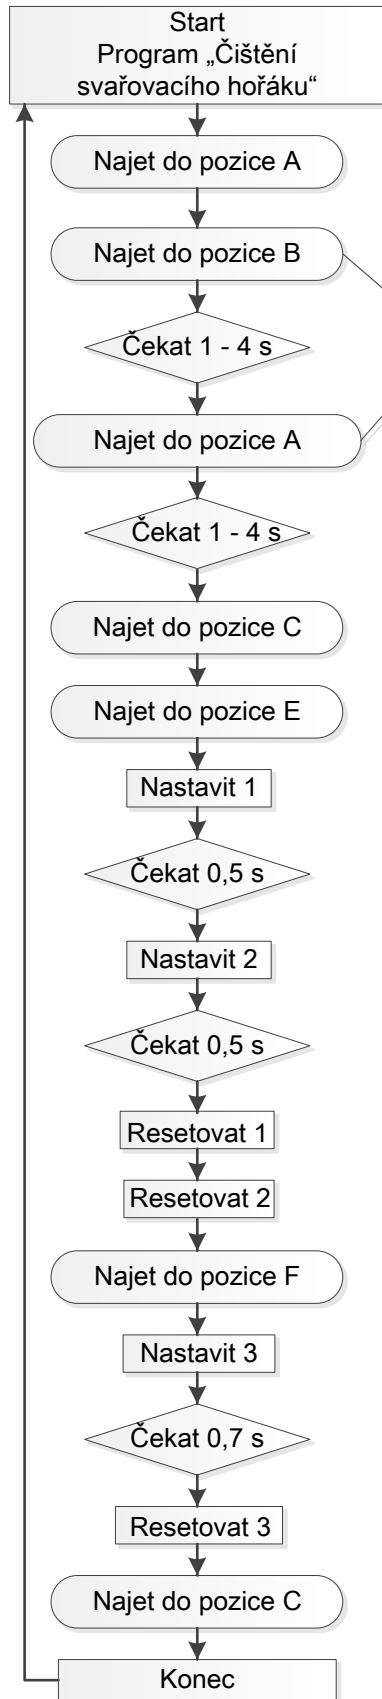 Start
Program „Čištění
svařovacího hořáku“
Najet do pozice A
Najet do pozice B
Čekat 1 - 4 s
Najet do pozice A
Čekat 1 - 4 s
Najet do pozice C
Najet do pozice E
Nastavit 1
Čekat 0,5 s
Nastavit 2
Čekat 0,5 s
Resetovat 1
Resetovat 2
Najet do pozice F
Nastavit 3
Čekat 0,7 s
Resetovat 3
Najet do pozice C
Konec